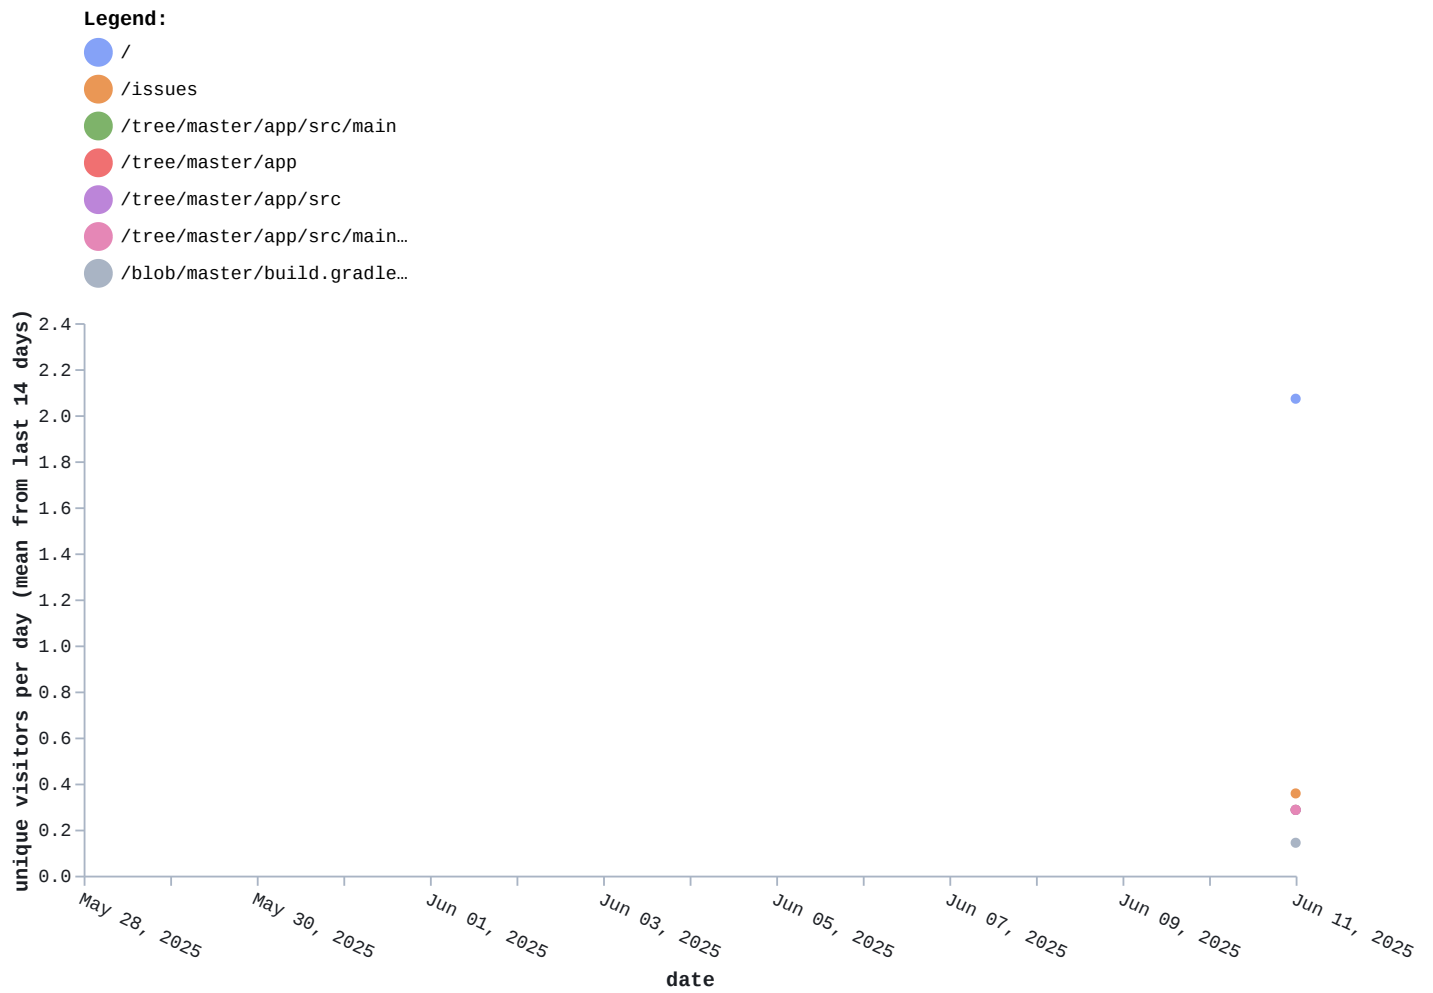 Legend:
/
/issues
/tree/master/app/src/main
/tree/master/app
/tree/master/app/src
/tree/master/app/src/main…
/blob/master/build.gradle…
unique visitors per day (mean from last 14 days)
2.4
2.2
2.0
1.8
1.6
1.4
1.2
1.0
0.8
0.6
0.4
0.2
0.0
May 28, 2025
May 30, 2025
Jun 01, 2025
Jun 03, 2025
Jun 05, 2025
Jun 07, 2025
Jun 09, 2025
Jun 11, 2025
date